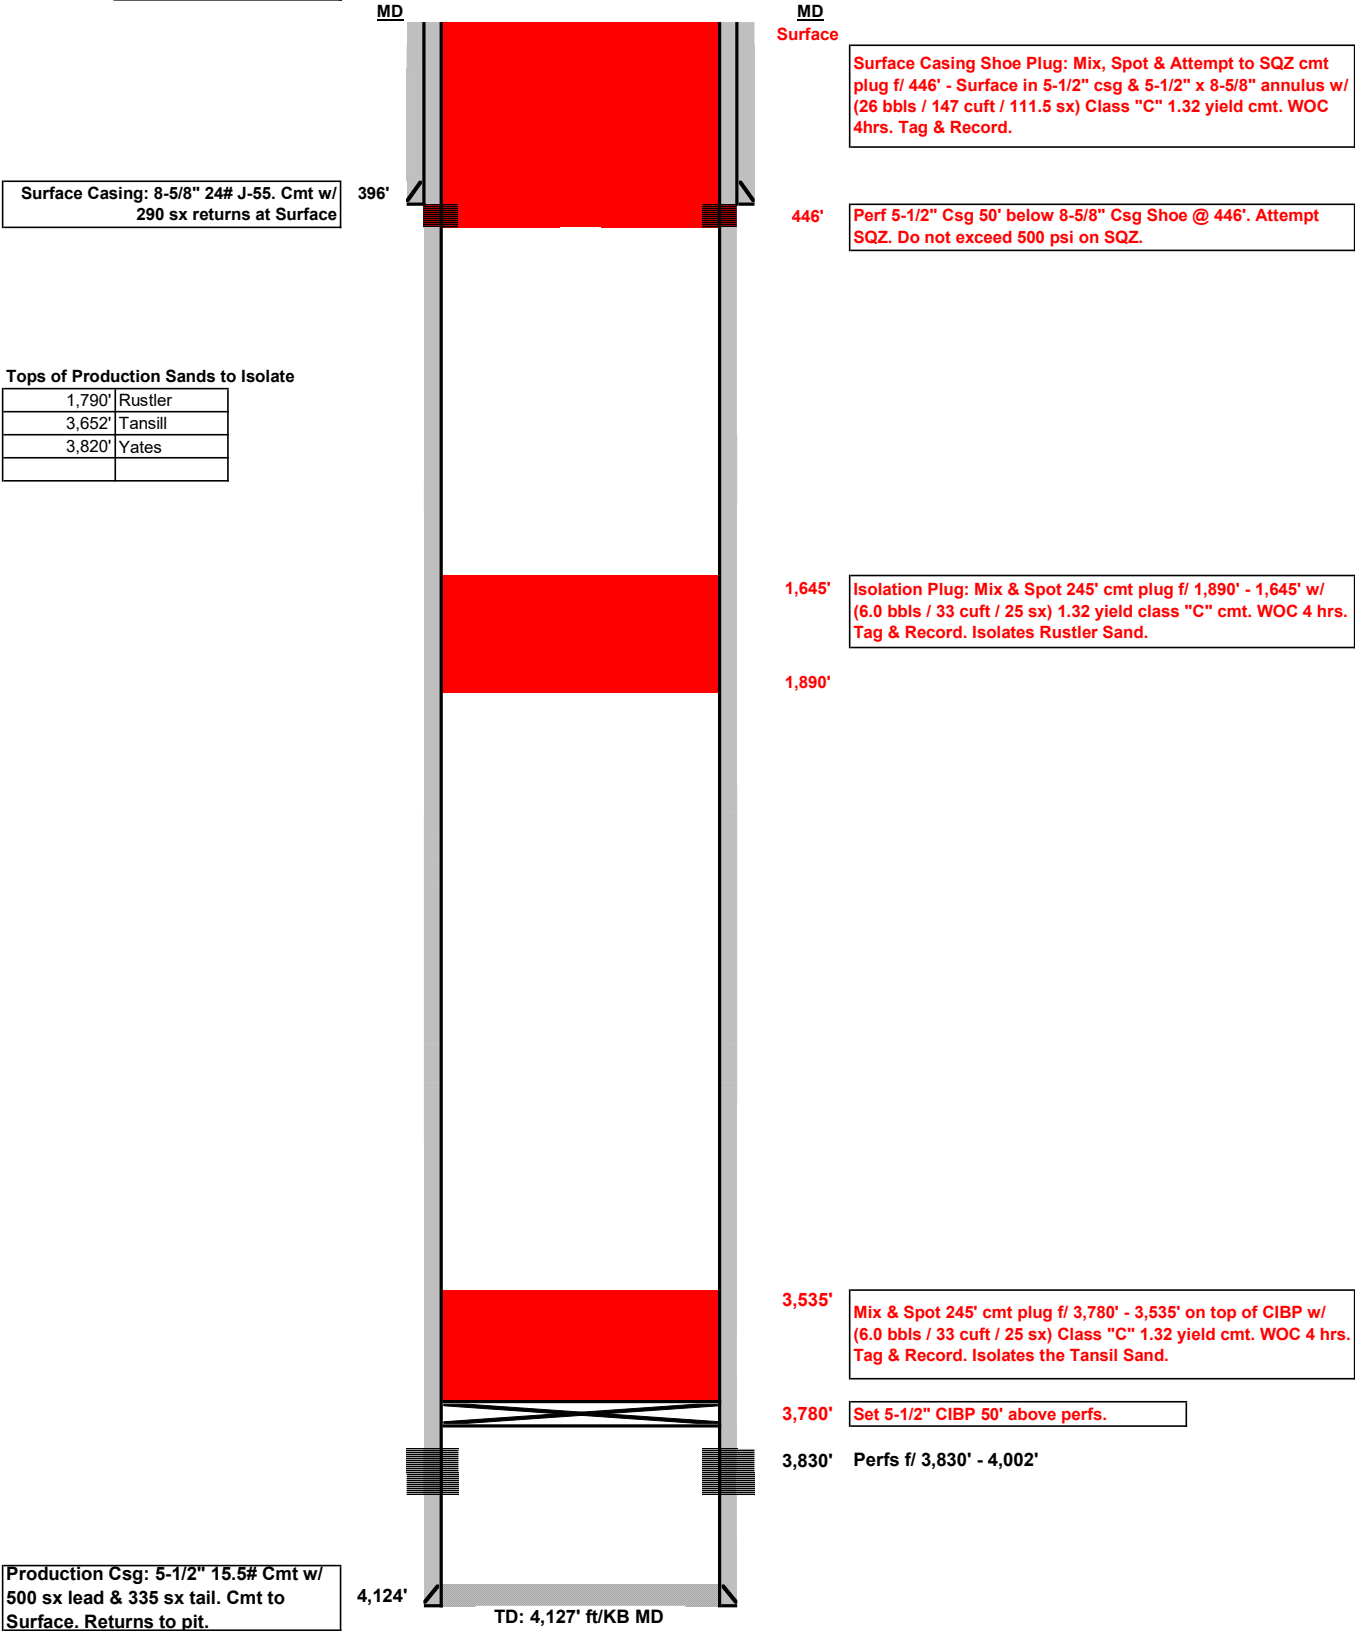 MD
MD
Surface
Surface Casing Shoe Plug: Mix, Spot & Attempt to SQZ cmt
plug f/ 446' - Surface in 5-1/2" csg & 5-1/2" x 8-5/8" annulus w/
(26 bbls / 147 cuft / 111.5 sx) Class "C" 1.32 yield cmt. WOC
4hrs. Tag & Record.
Surface Casing: 8-5/8" 24# J-55. Cmt w/
290 sx returns at Surface
396'
446'
Perf 5-1/2" Csg 50' below 8-5/8" Csg Shoe @ 446'. Attempt
SQZ. Do not exceed 500 psi on SQZ.
Tops of Production Sands to Isolate
1,790' Rustler
3,652' Tansill
3,820' Yates
1,645'
Isolation Plug: Mix & Spot 245' cmt plug f/ 1,890' - 1,645' w/
(6.0 bbls / 33 cuft / 25 sx) 1.32 yield class "C" cmt. WOC 4 hrs.
Tag & Record. Isolates Rustler Sand.
1,890'
3,535'
Mix & Spot 245' cmt plug f/ 3,780' - 3,535' on top of CIBP w/
(6.0 bbls / 33 cuft / 25 sx) Class "C" 1.32 yield cmt. WOC 4 hrs.
Tag & Record. Isolates the Tansil Sand.
3,780'
Set 5-1/2" CIBP 50' above perfs.
3,830'
Perfs f/ 3,830' - 4,002'
Production Csg: 5-1/2" 15.5# Cmt w/
500 sx lead & 335 sx tail. Cmt to
Surface. Returns to pit.
4,124'
TD: 4,127' ft/KB MD